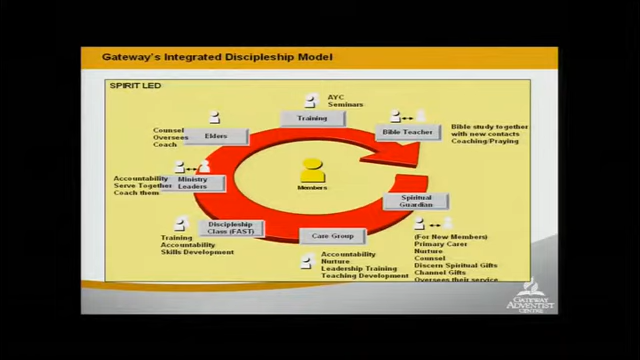 Gateway's Integrated Discipleship Model
SPIRIT LED
AYC
Seminars
Training
Bible Teacher
Bible study together
with new contacts
Coaching/Praying
Elders
Counsel
Oversees
Coach
Accountability
Serve Together
Coach them
Ministry
Leaders
Members
Spiritual
Guardian
Discipleship
Class (FAST)
Training
Accountability
Skills Development
Care Group
Accountability
Nurture
Leadership Training
Teaching Development
(For New Members)
Primary Carer
Nurture
Counsel
Discern Spiritual Gifts
Channel Gifts
Oversees their service
GATEWAY
ADVENTIST
CENTRE